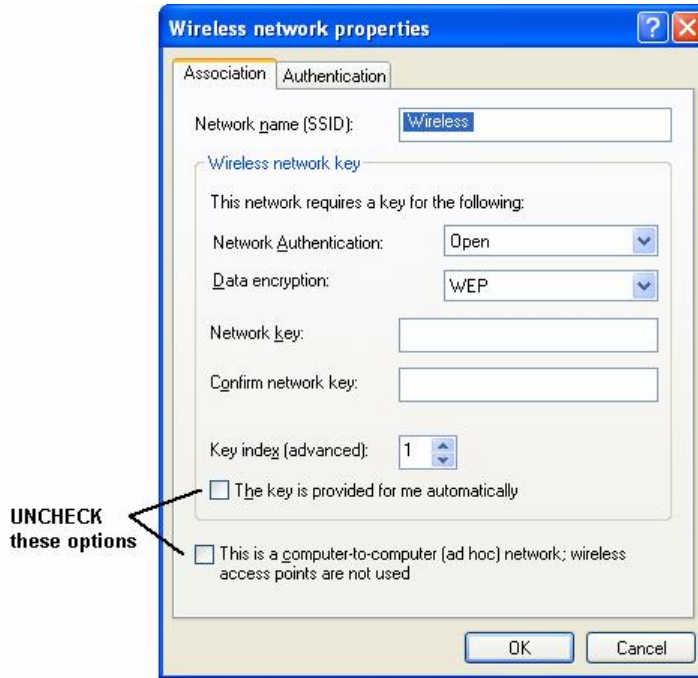 Wireless network properties
Association Authentication
Network name (SSID): Wireless
Wireless network key
This network requires a key for the following:
Network Authentication: Open
Data encryption: WEP
Network key:
Confirm network key:
Key index (advanced): 1
The key is provided for me automatically
UNCHECK
these options
This is a computer-to-computer (ad hoc) network; wireless
access points are not used
OK Cancel